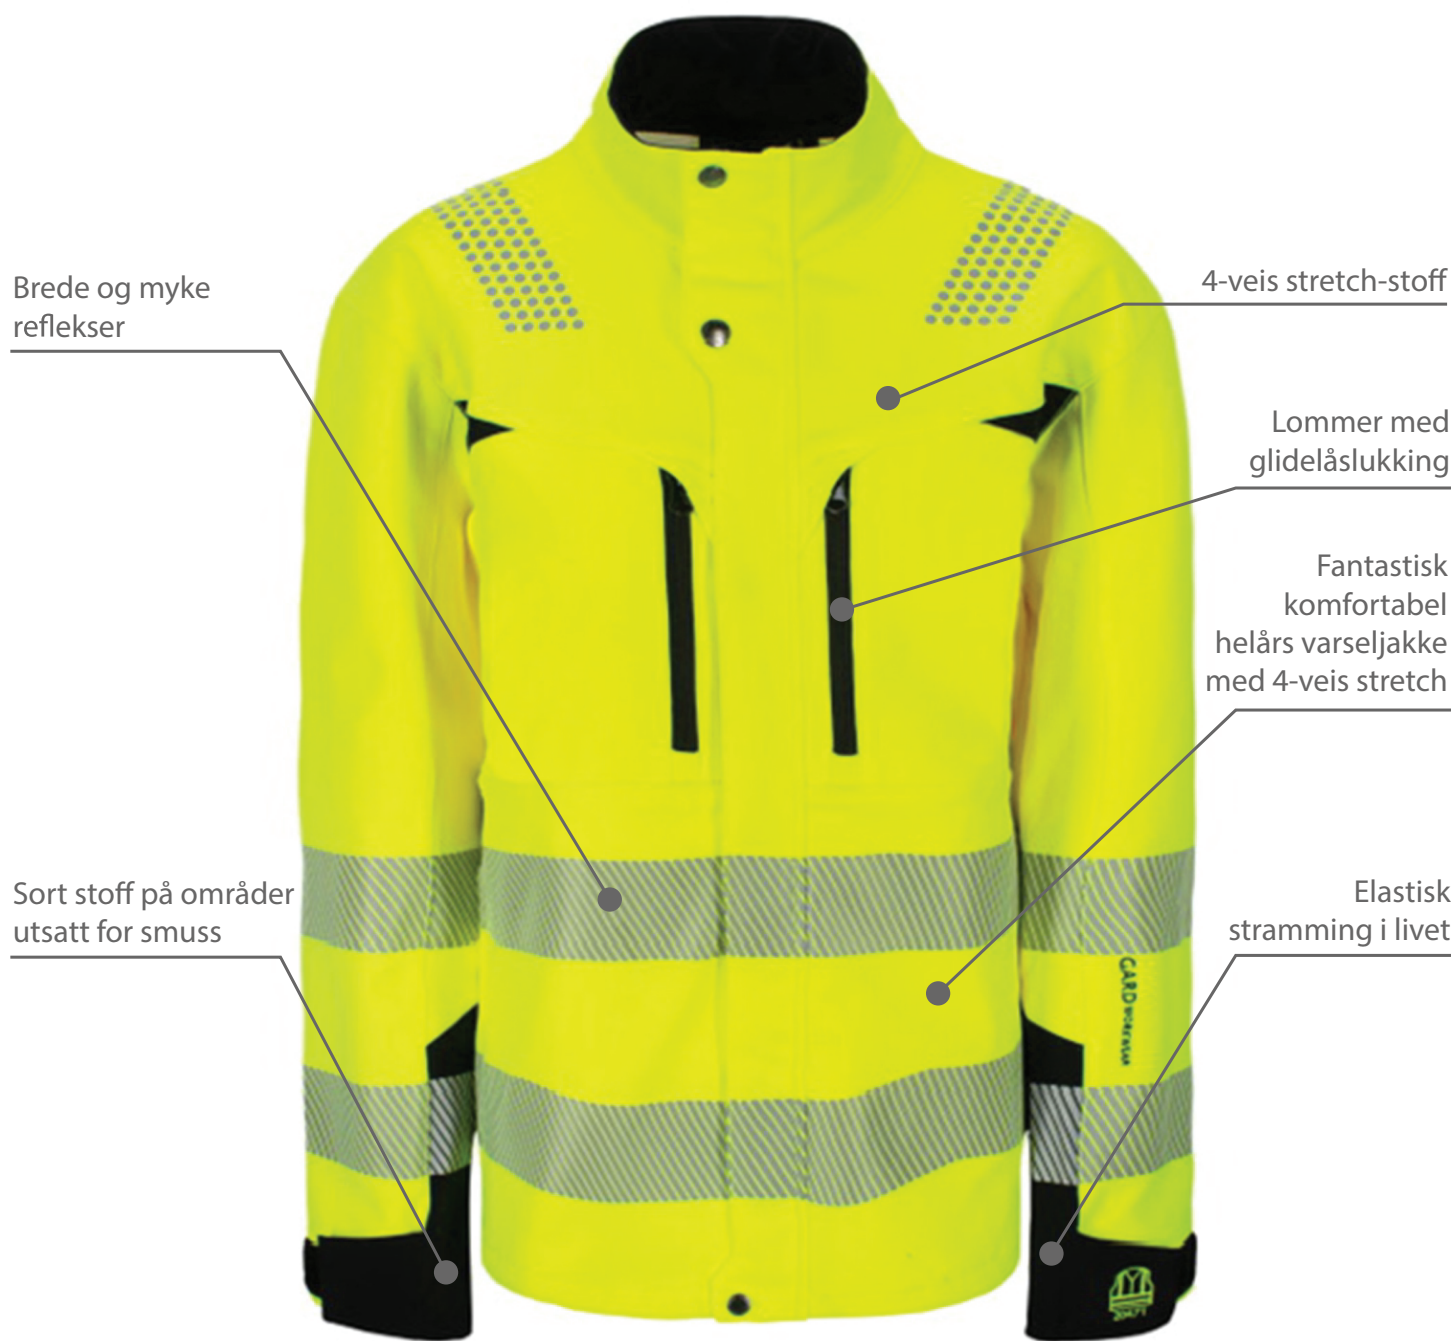 Brede og myke
reflekser
4-veis stretch-stoff
Lommer med
glidelåslukking
Fantastisk
komfortabel
helårs varseljakke
med 4-veis stretch
Sort stoff på områder
utsatt for smuss
Elastisk
stramming i livet
GARD WORKWEAR